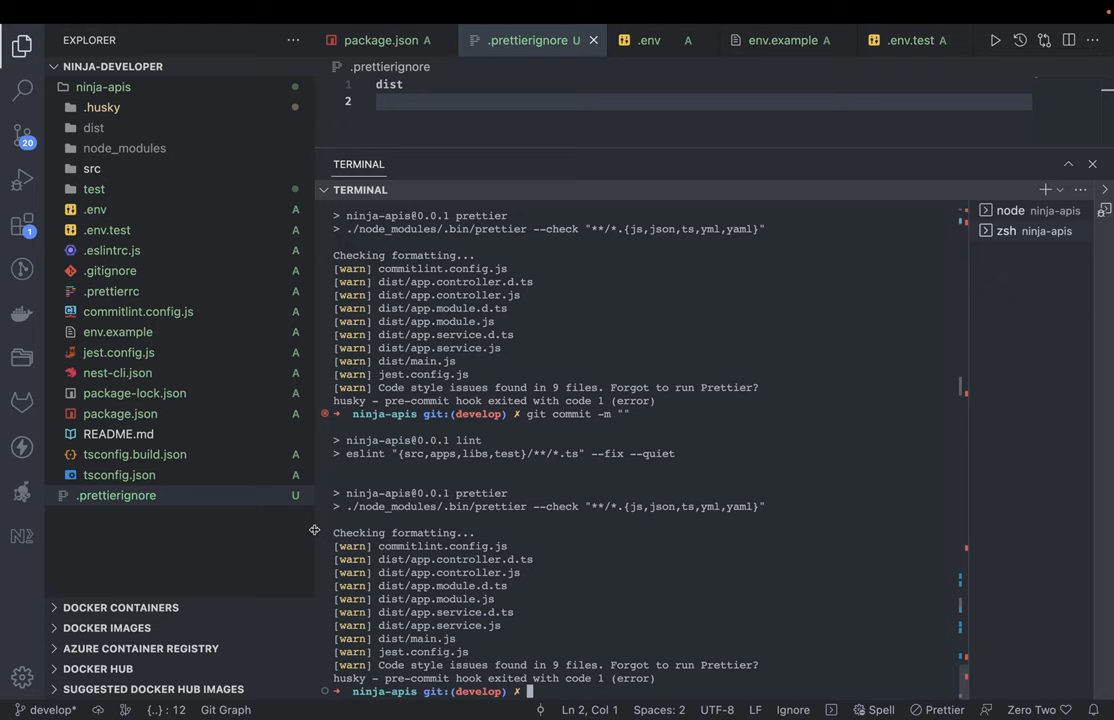 EXPLORER
package.json A
.prettierignore U
.env A
env.example A
.env.test A
NINJA-DEVELOPER
.prettierignore
ninja-apis
1 dist
2
.husky
dist
node_modules
src
test
.env A
.env.test A
.eslintrc.js A
.gitignore A
.prettierrc A
commitlint.config.js A
env.example A
jest.config.js A
nest-cli.json A
package-lock.json A
package.json A
README.md
tsconfig.build.json A
tsconfig.json A
.prettierignore U
20
1
DOCKER CONTAINERS
DOCKER IMAGES
AZURE CONTAINER REGISTRY
DOCKER HUB
SUGGESTED DOCKER HUB IMAGES
TERMINAL
TERMINAL
> ninja-apis@0.0.1 prettier
> ./node_modules/.bin/prettier --check "**/*.{js,json,ts,yml,yaml}"
Checking formatting...
[warn] commitlint.config.js
[warn] dist/app.controller.d.ts
[warn] dist/app.controller.js
[warn] dist/app.module.d.ts
[warn] dist/app.module.js
[warn] dist/app.service.d.ts
[warn] dist/app.service.js
[warn] dist/main.js
[warn] jest.config.js
[warn] Code style issues found in 9 files. Forgot to run Prettier?
husky - pre-commit hook exited with code 1 (error)
ninja-apis git:(develop) ✗ git commit -m ""
> ninja-apis@0.0.1 lint
> eslint "{src,apps,libs,test}/**/*.ts" --fix --quiet
> ninja-apis@0.0.1 prettier
> ./node_modules/.bin/prettier --check "**/*.{js,json,ts,yml,yaml}"
Checking formatting...
[warn] commitlint.config.js
[warn] dist/app.controller.d.ts
[warn] dist/app.controller.js
[warn] dist/app.module.d.ts
[warn] dist/app.module.js
[warn] dist/app.service.d.ts
[warn] dist/app.service.js
[warn] dist/main.js
[warn] jest.config.js
[warn] Code style issues found in 9 files. Forgot to run Prettier?
husky - pre-commit hook exited with code 1 (error)
ninja-apis git:(develop) ✗
node ninja-apis
zsh ninja-apis
N2
develop*
{..} : 12
Git Graph
Ln 2, Col 1
Spaces: 2
UTF-8
LF
Ignore
Spell
Prettier
Zero Two